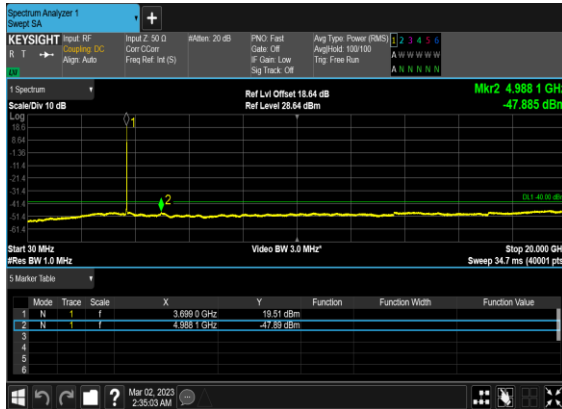 Spectrum Analyzer 1
Swept SA
+
KEYSIGHT Input: RF Input Z: 50 Ω #Atten: 20 dB PNO: Fast Avg Type: Power (RMS) 1 2 3 4 5 6
R T Coupling: DC Corr CCorr Gate: Off Avg|Hold: 100/100 A W W W W W
Align: Auto Freq Ref: Int (S) IF Gain: Low Trig: Free Run
Sig Track: Off A N N N N N
1 Spectrum
Scale/Div 10 dB
Ref Lvl Offset 18.64 dB
Ref Level 28.64 dBm
Mkr2 4.988 1 GHz
-47.885 dBm
Log
18.6
8.64
-1.36
-11.4
-21.4
-31.4
-41.4
-51.4
-61.4
1
2
DL1 -40.00 dB
Start 30 MHz Video BW 3.0 MHz* Stop 20.000 GH
#Res BW 1.0 MHz Sweep 34.7 ms (40001 pts
5 Marker Table
Mode Trace Scale X Y Function Function Width Function Value
1 N 1 f 3.699 0 GHz 19.51 dBm
2 N 1 f 4.988 1 GHz -47.89 dBm
3
4
5
6
? Mar 02, 2023
2:35:03 AM